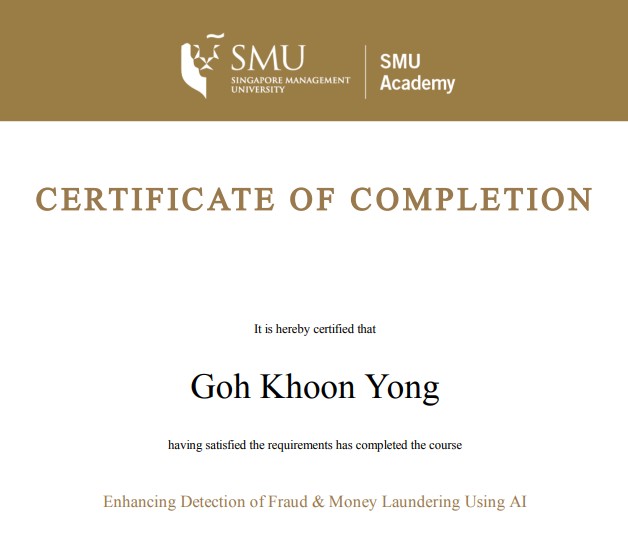 SMU
SINGAPORE MANAGEMENT
UNIVERSITY
SMU
Academy
CERTIFICATE OF COMPLETION
It is hereby certified that
Goh Khoon Yong
having satisfied the requirements has completed the course
Enhancing Detection of Fraud & Money Laundering Using AI